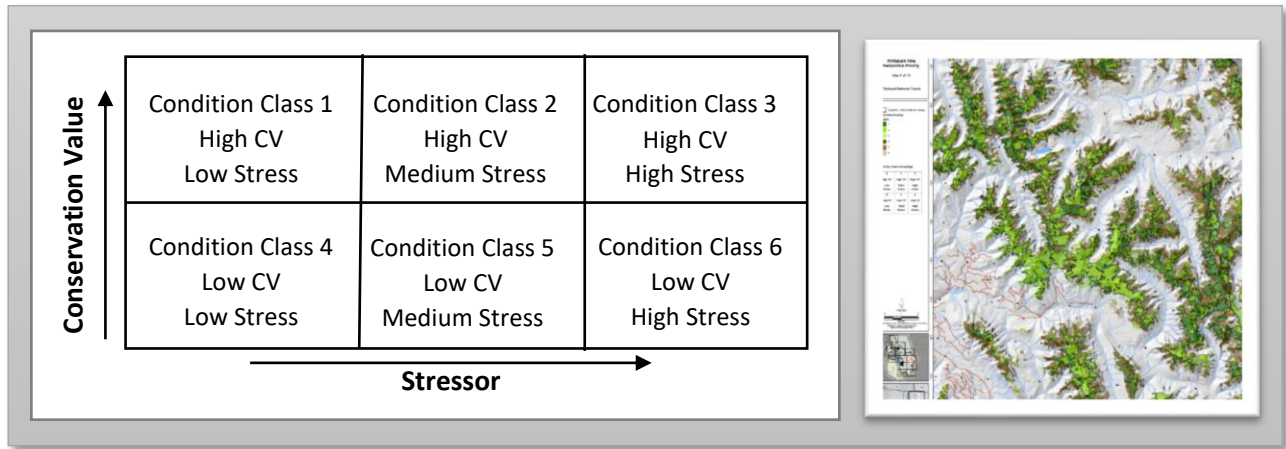 Conservation Value
Condition Class 1
High CV
Low Stress
Condition Class 2
High CV
Medium Stress
Condition Class 3
High CV
High Stress
Condition Class 4
Low CV
Low Stress
Condition Class 5
Low CV
Medium Stress
Condition Class 6
Low CV
High Stress
Stressor